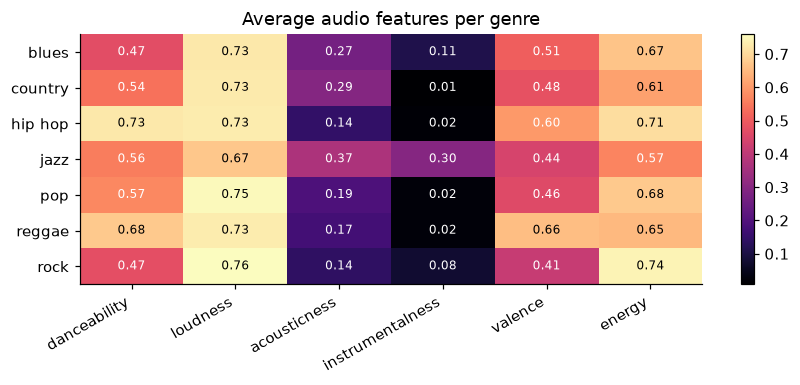 Average audio features per genre
blues 0.47 0.73 0.27 0.11 0.51 0.67
country 0.54 0.73 0.29 0.01 0.48 0.61
hip hop 0.73 0.73 0.14 0.02 0.60 0.71
jazz 0.56 0.67 0.37 0.30 0.44 0.57
pop 0.57 0.75 0.19 0.02 0.46 0.68
reggae 0.68 0.73 0.17 0.02 0.66 0.65
rock 0.47 0.76 0.14 0.08 0.41 0.74
danceability loudness acousticness instrumentalness valence energy
0.7
0.6
0.5
0.4
0.3
0.2
0.1